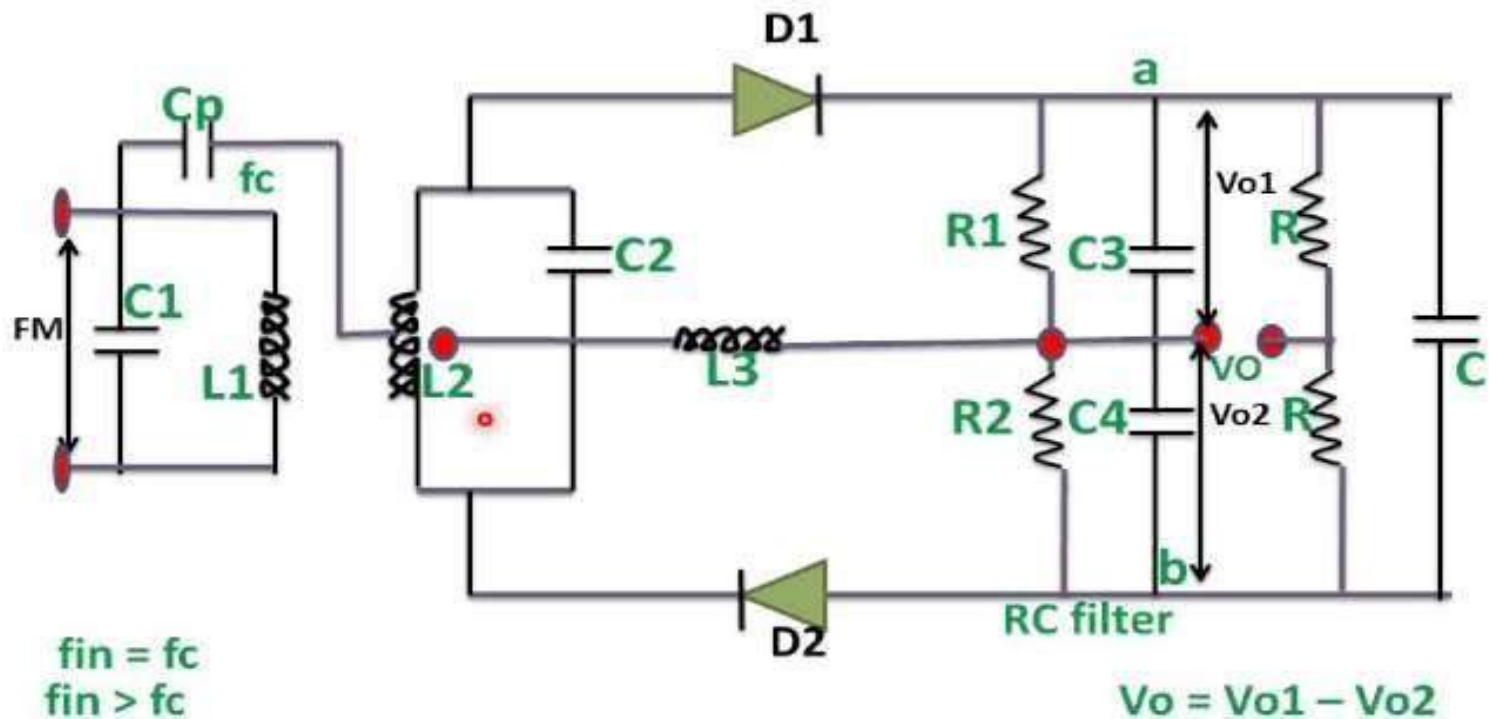 D1
a
Cp
fc
Vo1
R1
C3
R
C2
C1
FM
L1
L2
L3
VO
C
R2
C4
Vo2
R
b
RC filter
D2
fin = fc
fin > fc
Vo = Vo1 – Vo2